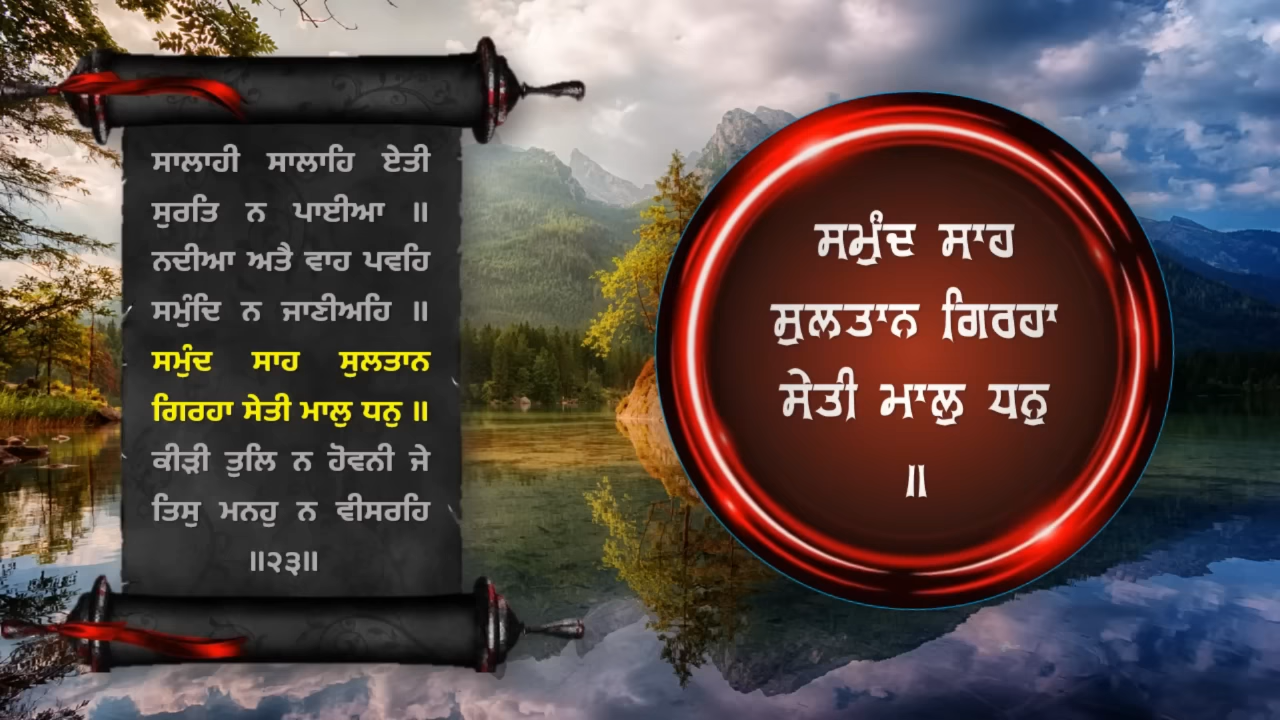 ਸਾਲਾਹੀ ਸਾਲਾਹਿ ਏਤੀ
ਸੁਰਤਿ ਨ ਪਾਈਆ ॥
ਨਦੀਆ ਅਤੈ ਵਾਹ ਪਵਹਿ
ਸਮੁੰਦਿ ਨ ਜਾਣੀਅਹਿ ॥
ਸਮੁੰਦ ਸਾਹ ਸੁਲਤਾਨ
ਗਿਰਹਾ ਸੇਤੀ ਮਾਲੁ ਧਨੁ ॥
ਕੀੜੀ ਤੁਲਿ ਨ ਹੋਵਨੀ ਜੇ
ਤਿਸੁ ਮਨਹੁ ਨ ਵੀਸਰਹਿ
॥੨੩॥
ਸਮੁੰਦ ਸਾਹ
ਸੁਲਤਾਨ ਗਿਰਹਾ
ਸੇਤੀ ਮਾਲੁ ਧਨੁ
॥